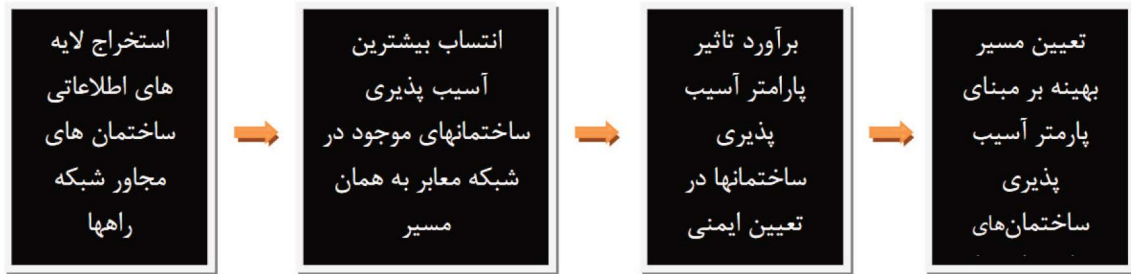 استخراج لایه
های اطلاعاتی
ساختمان های
مجاور شبکه
راهها
انتساب بیشترین
آسیب پذیری
ساختمانهای موجود در
شبکه معابر به همان
مسیر
برآورد تاثیر
پارامتر آسیب
پذیری
ساختمانها در
تعیین ایمنی
تعیین مسیر
بهینه بر مبنای
پارمتر آسیب
پذیری
ساختمان‌های